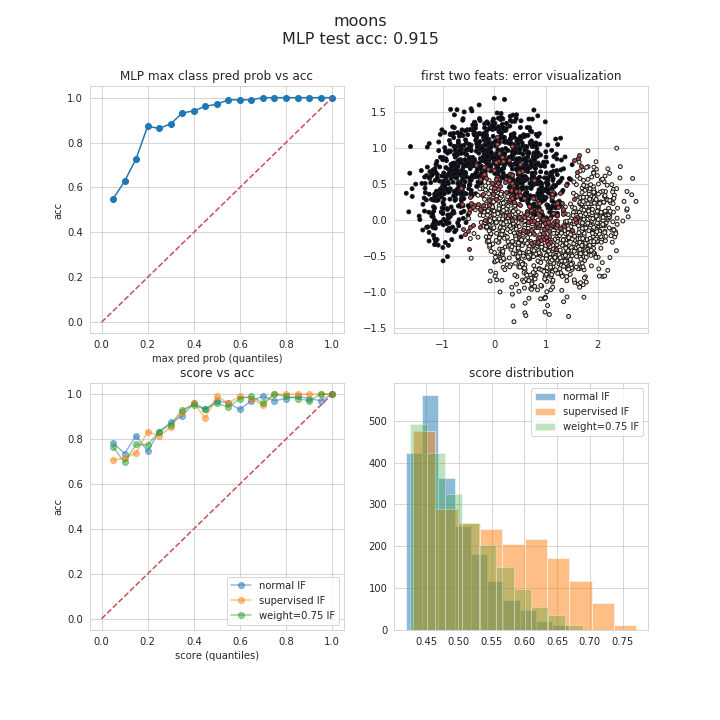 moons
MLP test acc: 0.915
MLP max class pred prob vs acc
1.0
0.8
0.6
0.4
0.2
0.0
acc
0.0 0.2 0.4 0.6 0.8 1.0
max pred prob (quantiles)
first two feats: error visualization
1.5
1.0
0.5
0.0
−0.5
−1.0
−1.5
−1 0 1 2
score vs acc
1.0
0.8
0.6
0.4
0.2
0.0
acc
normal IF
supervised IF
weight=0.75 IF
0.0 0.2 0.4 0.6 0.8 1.0
score (quantiles)
score distribution
normal IF
supervised IF
weight=0.75 IF
500
400
300
200
100
0
0.45 0.50 0.55 0.60 0.65 0.70 0.75